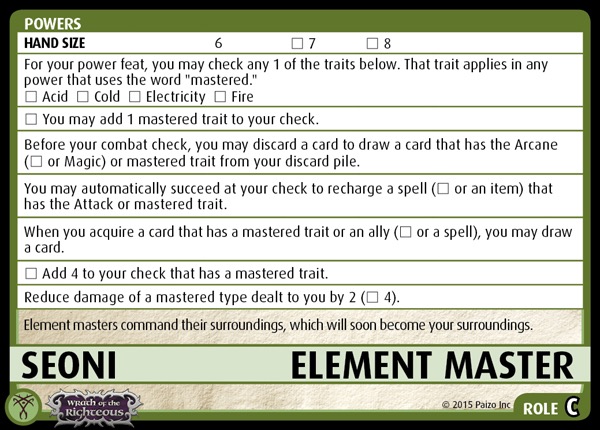 POWERS
HAND SIZE 6 ☐ 7 ☐ 8
For your power feat, you may check any 1 of the traits below. That trait applies in any
power that uses the word "mastered."
☐ Acid ☐ Cold ☐ Electricity ☐ Fire
☐ You may add 1 mastered trait to your check.
Before your combat check, you may discard a card to draw a card that has the Arcane
(☐ or Magic) or mastered trait from your discard pile.
You may automatically succeed at your check to recharge a spell (☐ or an item) that
has the Attack or mastered trait.
When you acquire a card that has a mastered trait or an ally (☐ or a spell), you may draw
a card.
☐ Add 4 to your check that has a mastered trait.
Reduce damage of a mastered type dealt to you by 2 (☐ 4).
Element masters command their surroundings, which will soon become your surroundings.
SEONI ELEMENT MASTER
Wrath of the
Righteous
© 2015 Paizo Inc
ROLE C